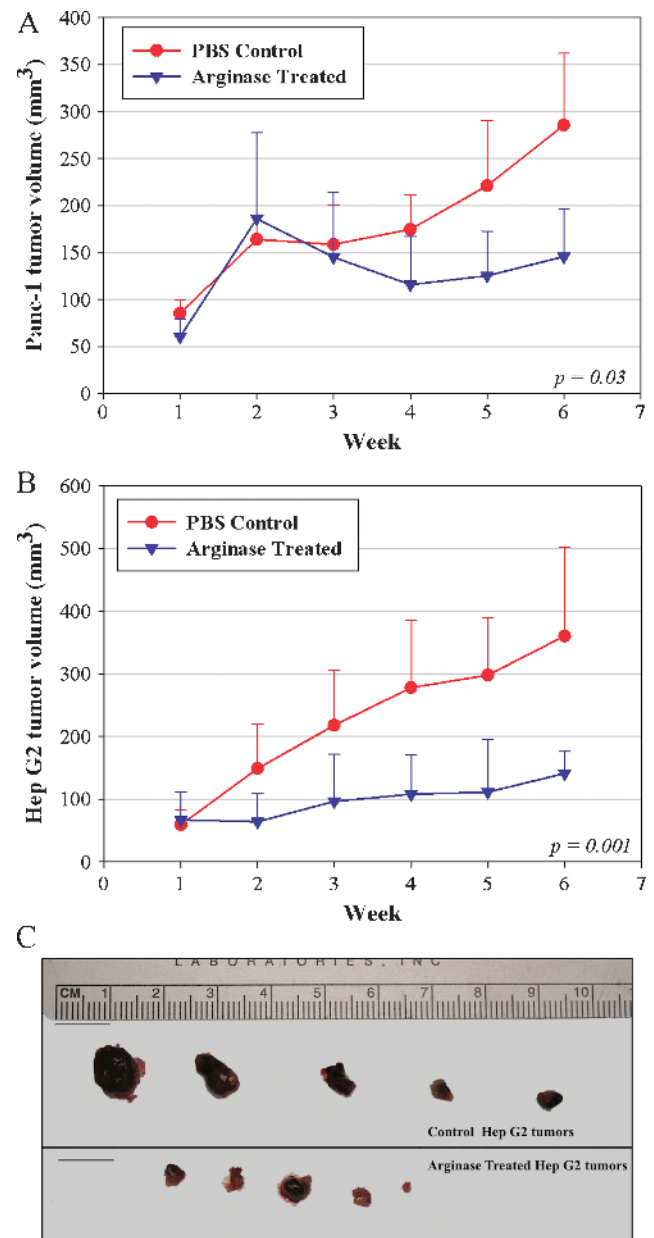 A
Panc-1 tumor volume (mm³)
400
350
300
250
200
150
100
50
0
PBS Control
Arginase Treated
p = 0.03
0 1 2 3 4 5 6 7
Week
B
Hep G2 tumor volume (mm³)
600
500
400
300
200
100
0
PBS Control
Arginase Treated
p = 0.001
0 1 2 3 4 5 6 7
Week
C
LABORATORIES, INC
CM 1 2 3 4 5 6 7 8 9 10
Control Hep G2 tumors
Arginase Treated Hep G2 tumors